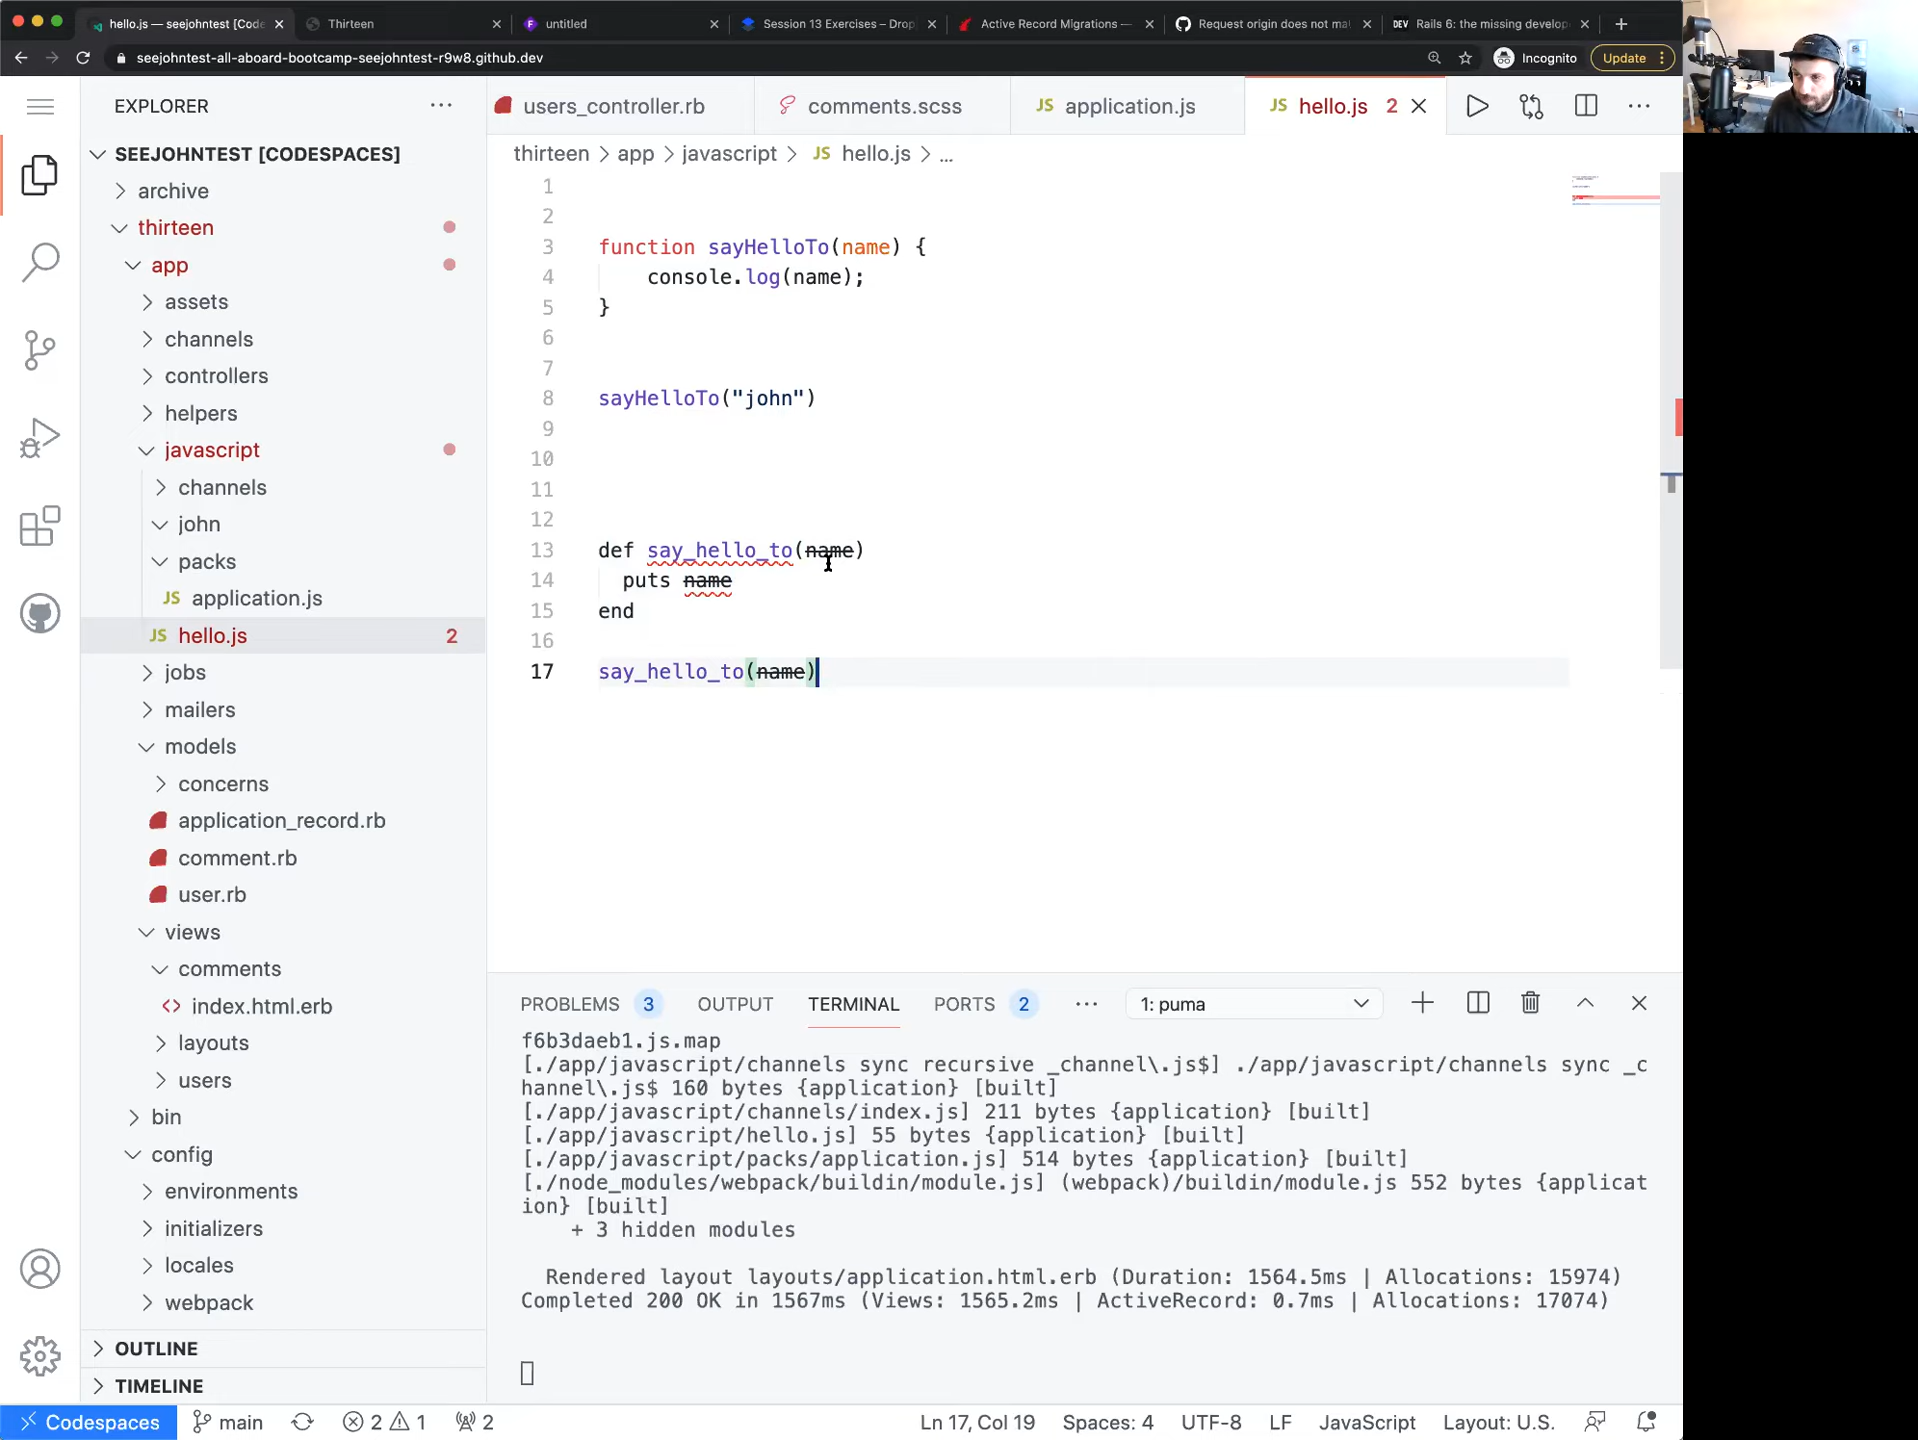 hello.js — seejohntest [Code
Thirteen
untitled
Session 13 Exercises – Drop
Active Record Migrations —
Request origin does not ma
DEV Rails 6: the missing develop
seejohntest-all-aboard-bootcamp-seejohntest-r9w8.github.dev
Incognito
Update
EXPLORER
users_controller.rb
comments.scss
JS application.js
JS hello.js 2
thirteen > app > javascript > JS hello.js > ...
SEEJOHNTEST [CODESPACES]
archive
thirteen
app
assets
channels
controllers
helpers
javascript
channels
john
packs
JS application.js
JS hello.js 2
jobs
mailers
models
concerns
application_record.rb
comment.rb
user.rb
views
comments
<> index.html.erb
layouts
users
bin
config
environments
initializers
locales
webpack
OUTLINE
TIMELINE
1
2
3 function sayHelloTo(name) {
4 console.log(name);
5 }
6
7
8 sayHelloTo("john")
9
10
11
12
13 def say_hello_to(name)
14 puts name
15 end
16
17 say_hello_to(name)
PROBLEMS 3 OUTPUT TERMINAL PORTS 2 ... 1: puma
f6b3daeb1.js.map
[./app/javascript/channels sync recursive _channel\.js$] ./app/javascript/channels sync _c
hannel\.js$ 160 bytes {application} [built]
[./app/javascript/channels/index.js] 211 bytes {application} [built]
[./app/javascript/hello.js] 55 bytes {application} [built]
[./app/javascript/packs/application.js] 514 bytes {application} [built]
[./node_modules/webpack/buildin/module.js] (webpack)/buildin/module.js 552 bytes {applicat
ion} [built]
+ 3 hidden modules
Rendered layout layouts/application.html.erb (Duration: 1564.5ms | Allocations: 15974)
Completed 200 OK in 1567ms (Views: 1565.2ms | ActiveRecord: 0.7ms | Allocations: 17074)
Codespaces main 2 1 2 Ln 17, Col 19 Spaces: 4 UTF-8 LF JavaScript Layout: U.S.